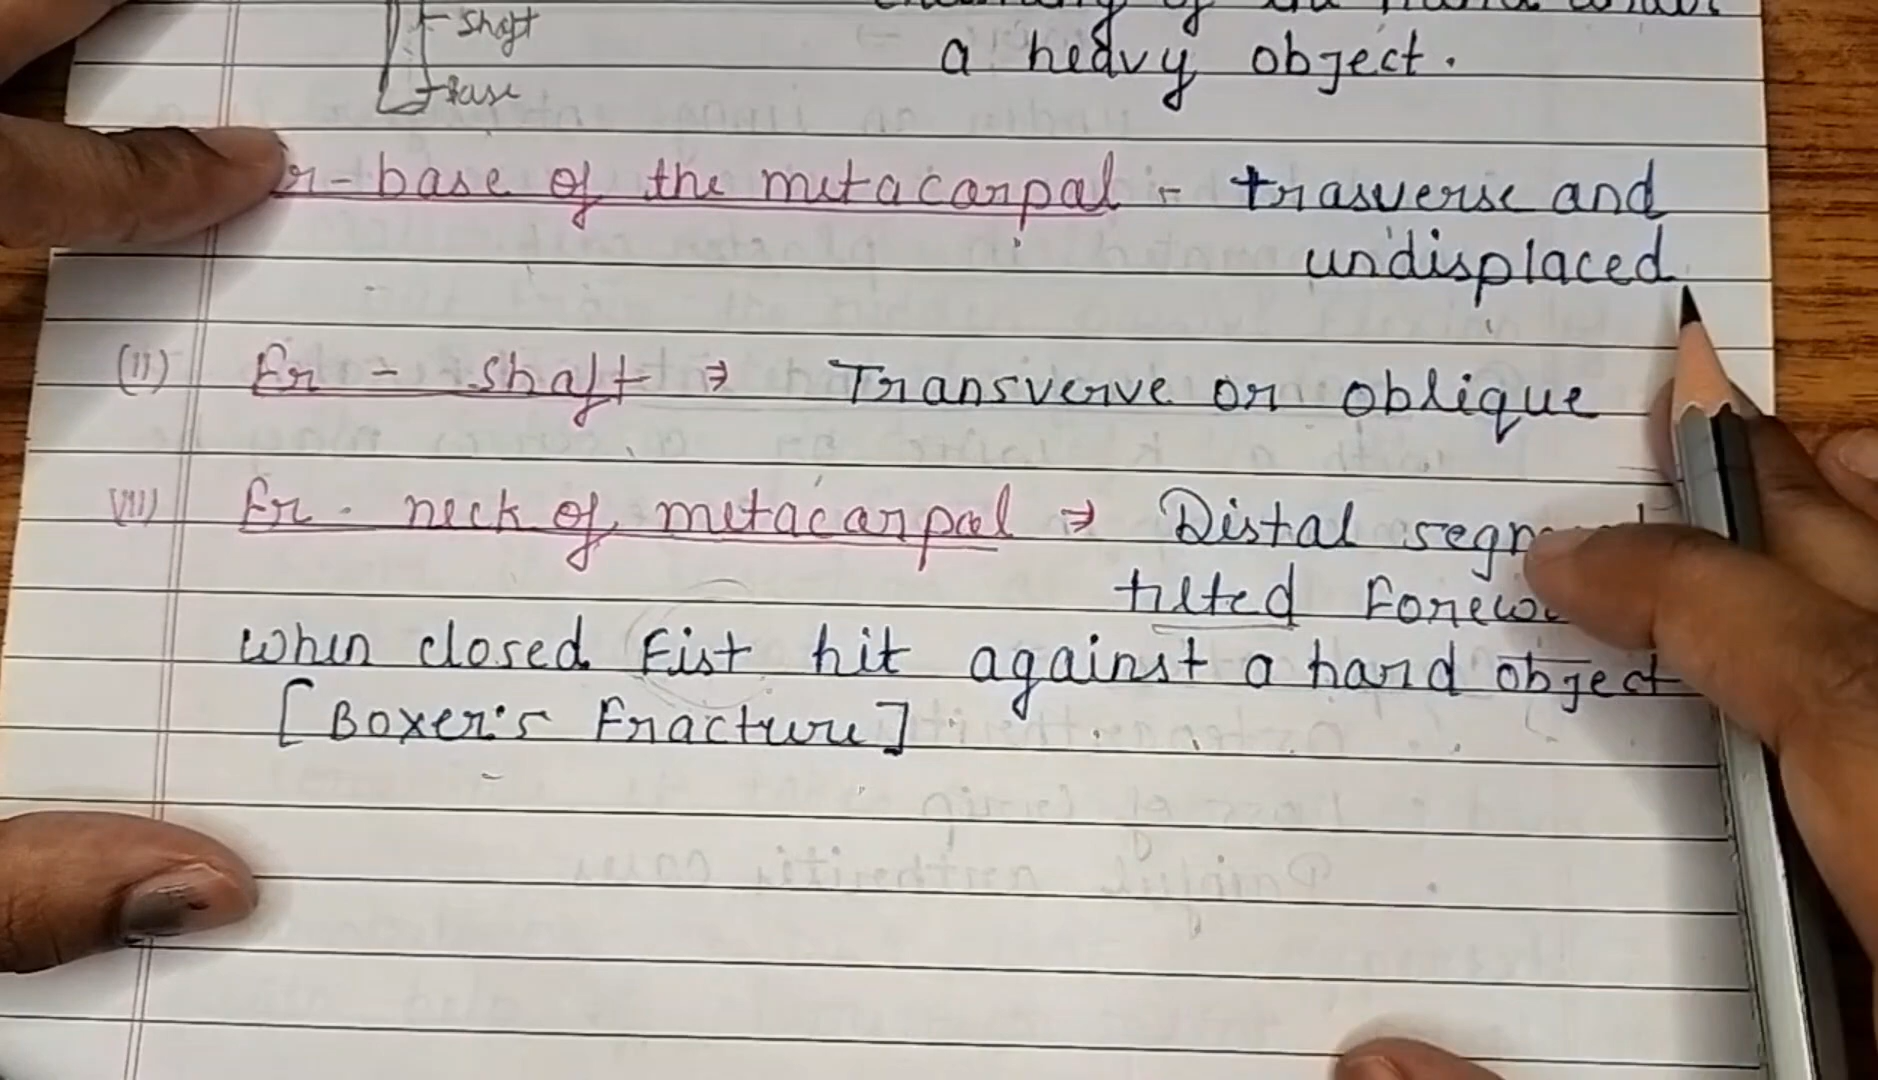 Shaft
a heavy object.
Base
r - base of the metacarpal - trasverse and
undisplaced
(II) Fr - Shaft ⇒ Transverve or oblique
(III) Fr. neck of metacarpal ⇒ Distal
tilted
when closed Fist hit against a hard object
[Boxer's Fracture]